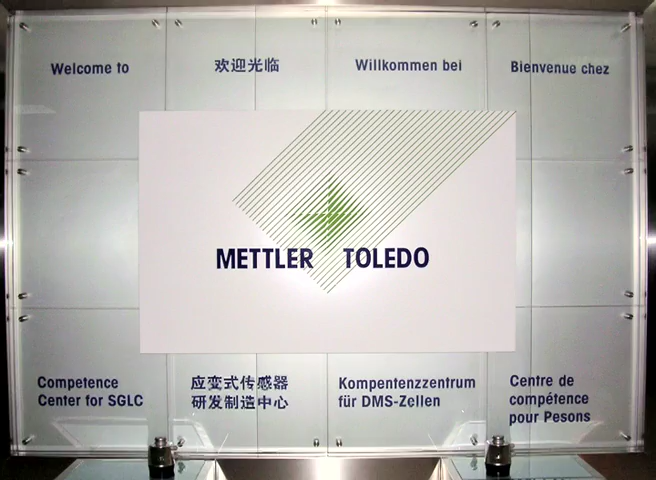 Welcome to
欢迎光临
Willkommen bei
Bienvenue chez
METTLER TOLEDO
Competence
Center for SGLC
应变式传感器
研发制造中心
Kompentenzzentrum
für DMS-Zellen
Centre de
compétence
pour Pesons